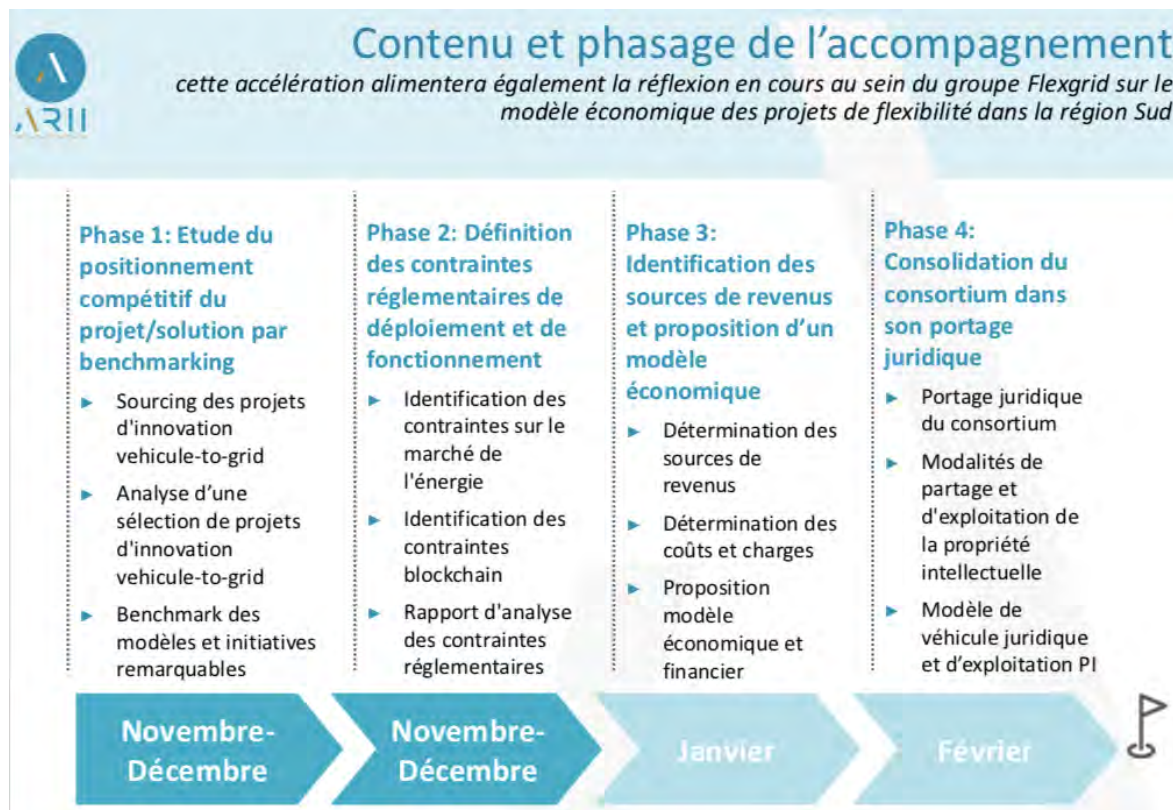 Contenu et phasage de l’accompagnement
cette accélération alimentera également la réflexion en cours au sein du groupe Flexgrid sur le
modèle économique des projets de flexibilité dans la région Sud
ARII
Phase 1: Etude du
positionnement
compétitif du
projet/solution par
benchmarking
► Sourcing des projets
d'innovation
vehicule-to-grid
► Analyse d’une
sélection de projets
d'innovation
vehicule-to-grid
► Benchmark des
modèles et initiatives
remarquables
Novembre-
Décembre
Phase 2: Définition
des contraintes
réglementaires de
déploiement et de
fonctionnement
► Identification des
contraintes sur le
marché de
l'énergie
► Identification des
contraintes
blockchain
► Rapport d'analyse
des contraintes
réglementaires
Novembre-
Décembre
Phase 3:
Identification des
sources de revenus
et proposition d’un
modèle
économique
► Détermination des
sources de
revenus
► Détermination des
coûts et charges
► Proposition
modèle
économique et
financier
Janvier
Phase 4:
Consolidation du
consortium dans
son portage
juridique
► Portage juridique
du consortium
► Modalités de
partage et
d'exploitation de
la propriété
intellectuelle
► Modèle de
véhicule juridique
et d’exploitation PI
Février